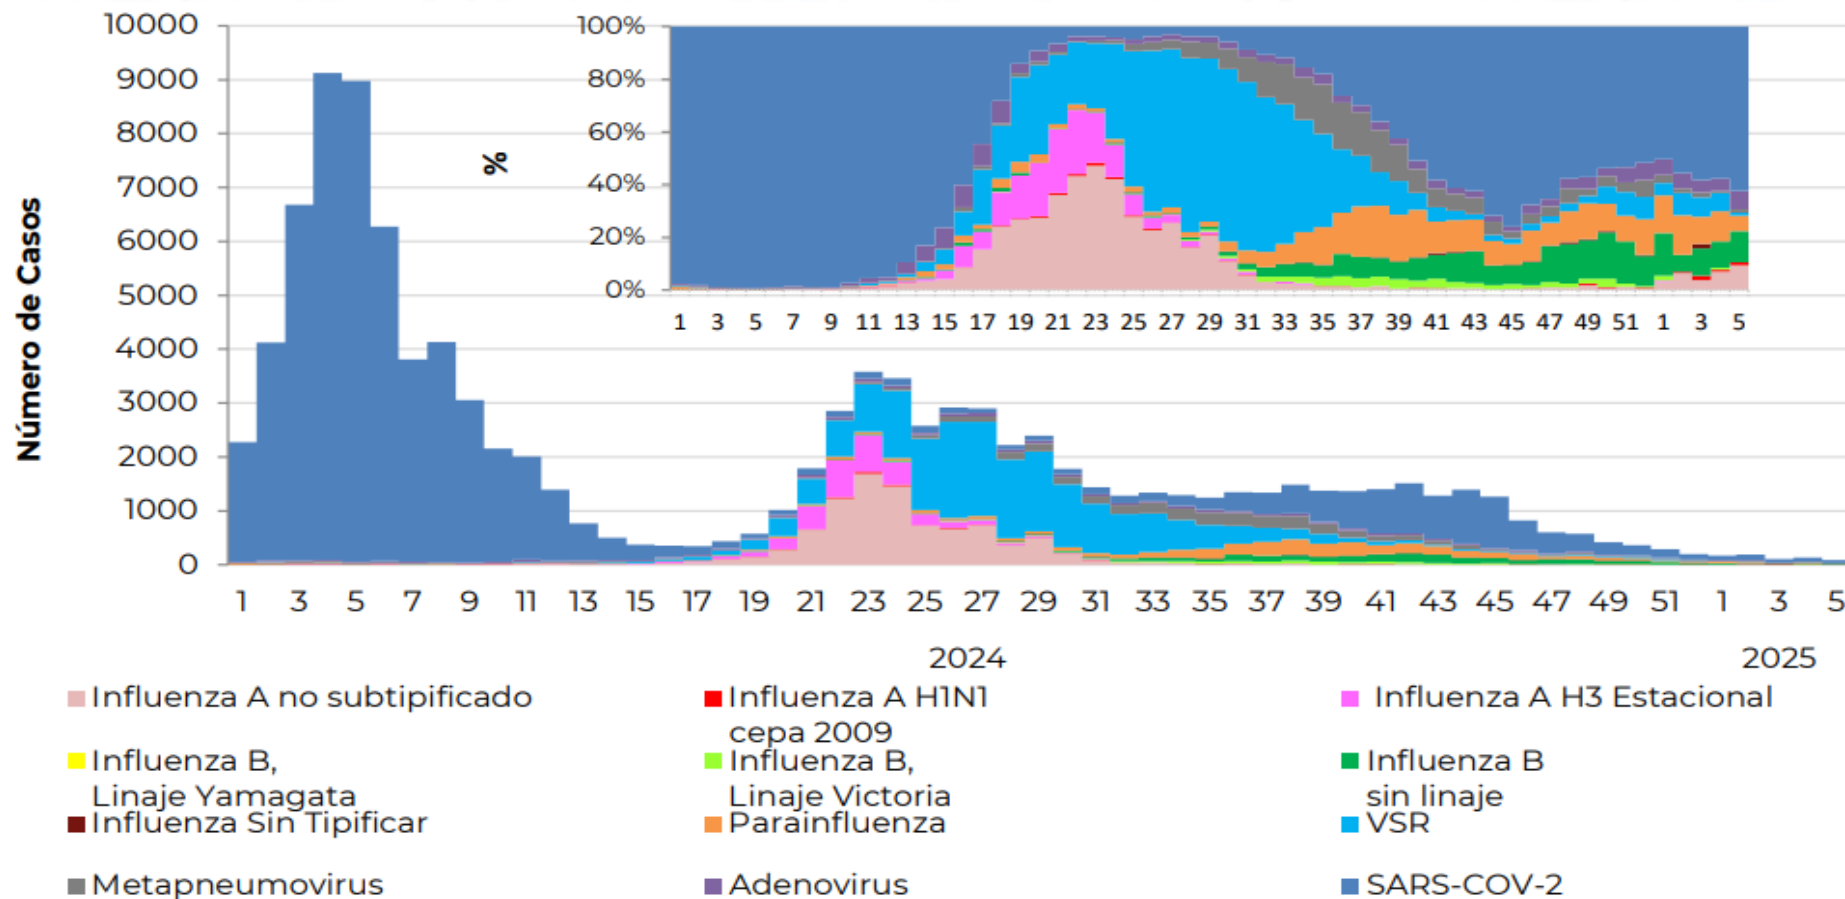 10000
9000
8000
7000
6000
5000
4000
3000
2000
1000
0
Número de Casos
100%
80%
60%
40%
20%
0%
%
1 3 5 7 9 11 13 15 17 19 21 23 25 27 29 31 33 35 37 39 41 43 45 47 49 51 1 3 5
1 3 5 7 9 11 13 15 17 19 21 23 25 27 29 31 33 35 37 39 41 43 45 47 49 51 1 3 5
2024 2025
Influenza A no subtipificado
Influenza A H1N1
cepa 2009
Influenza A H3 Estacional
Influenza B,
Linaje Yamagata
Influenza B,
Linaje Victoria
Influenza B
sin linaje
Influenza Sin Tipificar
Parainfluenza
VSR
Metapneumovirus
Adenovirus
SARS-COV-2